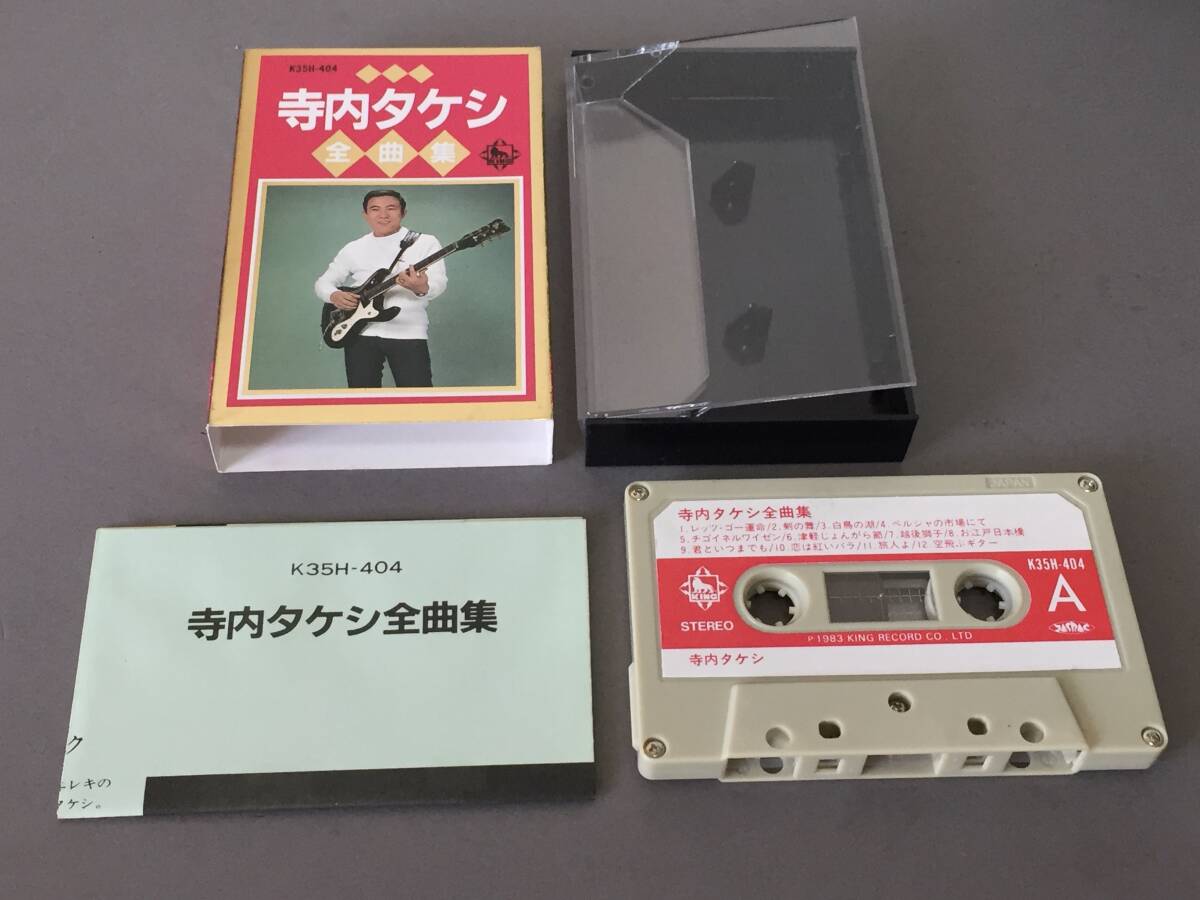 K35H-404
寺内タケシ
全曲集
K35H-404
寺内タケシ全曲集
ク
エレキの
タケシ。
JAPAN
寺内タケシ全曲集
1.レッツ・ゴー運命/2.剣の舞/3.白鳥の湖/4.ペルシャの市場にて
5.チゴイネルワイゼン/6.津軽じょんがら節/7.越後獅子/8.お江戸日本橋
9.君といつまでも/10.恋は紅いバラ/11.旅人よ/12.空飛ぶギター
K35H-404
KING
A
STEREO
JASRAC
℗1983 KING RECORD CO., LTD
寺内タケシ